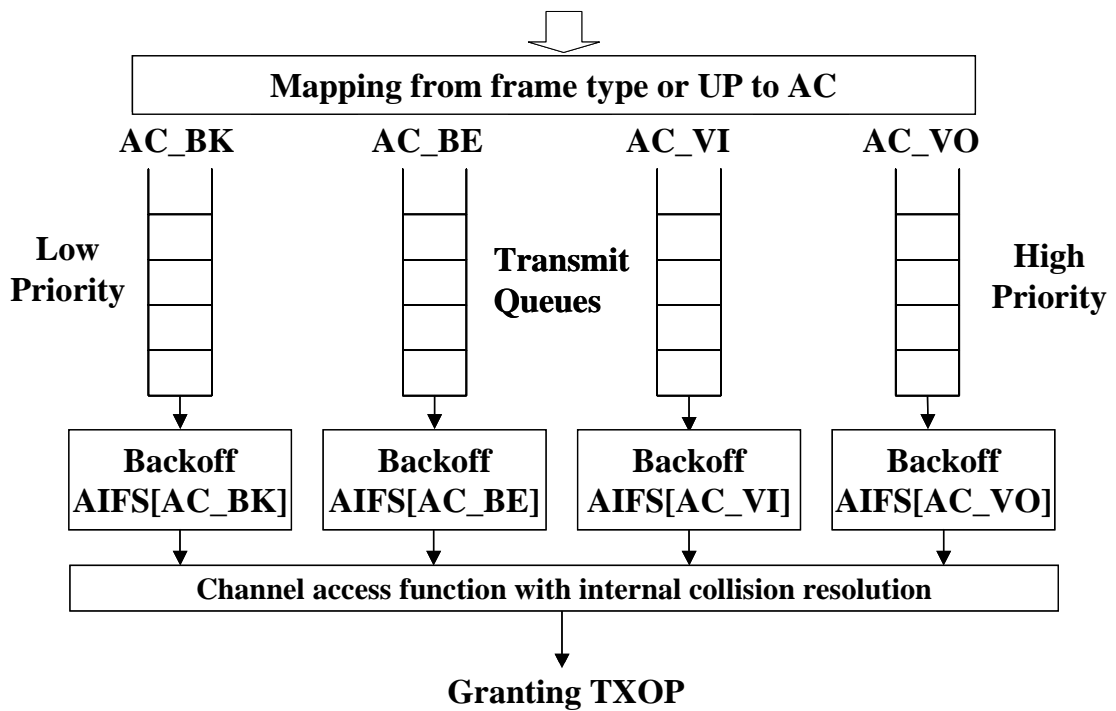 Mapping from frame type or UP to AC
AC_BK
AC_BE
AC_VI
AC_VO
Low
Priority
Transmit
Queues
High
Priority
Backoff
AIFS[AC_BK]
Backoff
AIFS[AC_BE]
Backoff
AIFS[AC_VI]
Backoff
AIFS[AC_VO]
Channel access function with internal collision resolution
Granting TXOP